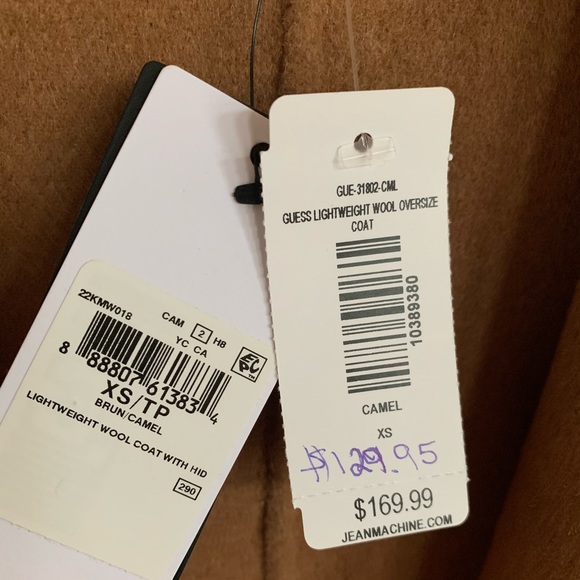 22KMW018
CAM 2 HB
YC CA
EPC
8 88807 61383 4
XS/TP
BRUN/CAMEL
LIGHTWEIGHT WOOL COAT WITH HID
290
GUE-31802-CML
GUESS LIGHTWEIGHT WOOL OVERSIZE
COAT
10389380
CAMEL
XS
$129.95
$169.99
JEANMACHINE.COM